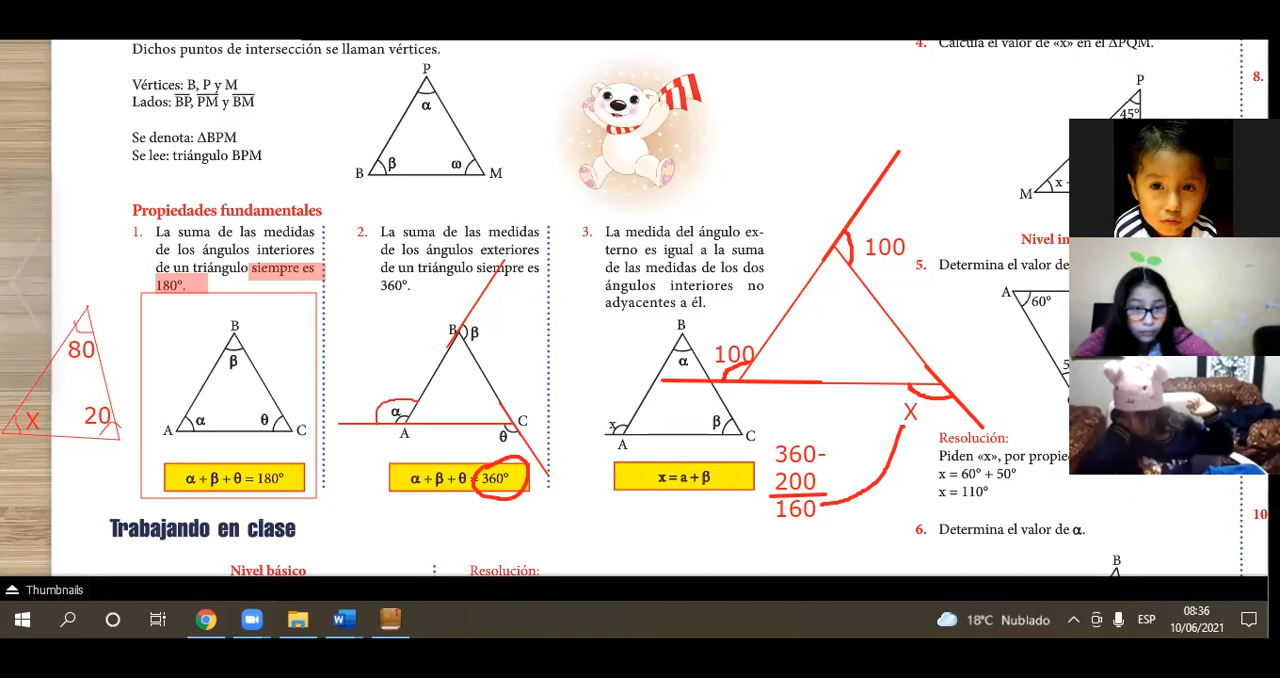 Dichos puntos de intersección se llaman vértices.
Vértices: B, P y M
Lados: BP, PM y BM
Se denota: ΔBPM
Se lee: triángulo BPM
P
α
B
β
ω
M
Propiedades fundamentales
1. La suma de las medidas
de los ángulos interiores
de un triángulo siempre es
180°.
80
X
20
B
β
A
α
θ
C
α + β + θ = 180°
2. La suma de las medidas
de los ángulos exteriores
de un triángulo siempre es
360°.
B
β
α
A
C
θ
α + β + θ = 360°
3. La medida del ángulo ex-
terno es igual a la suma
de las medidas de los dos
ángulos interiores no
adyacentes a él.
B
α
x
A
β
C
x = a + β
100
100
X
360-
200
160
4. Calcula el valor de «x» en el ΔPQM.
P
45°
M
x
Nivel
5. Determina el valor de
A
60°
Resolución:
Piden «x», por
x = 60° + 50°
x = 110°
6. Determina el valor de α.
B
8.
10
Trabajando en clase
Nivel básico
Resolución:
Thumbnails
18°C Nublado
ESP
08:36
10/06/2021